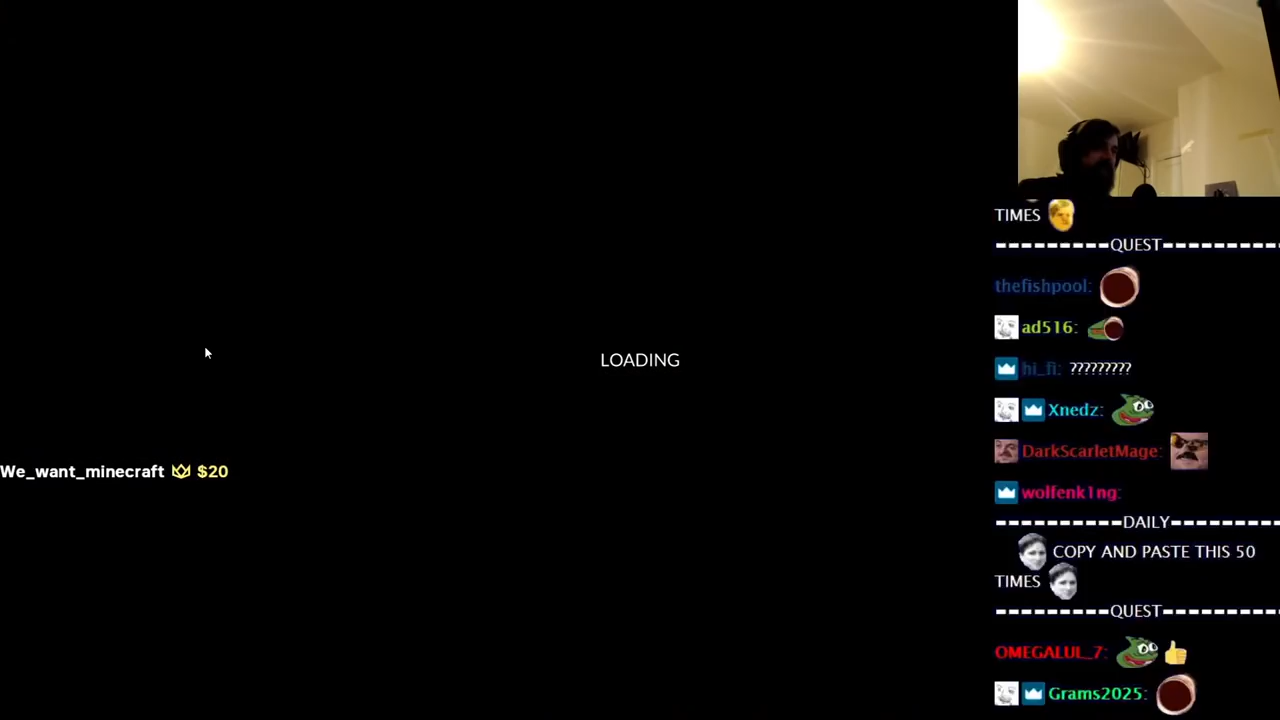 TIMES
--------QUEST--------
thefishpool:
ad516:
hi_fi: ?????????
Xnedz:
DarkScarletMage:
wolfenk1ng:
---------DAILY---------
COPY AND PASTE THIS 50
TIMES
--------QUEST--------
OMEGALUL_7:
Grams2025:
LOADING
We_want_minecraft $20